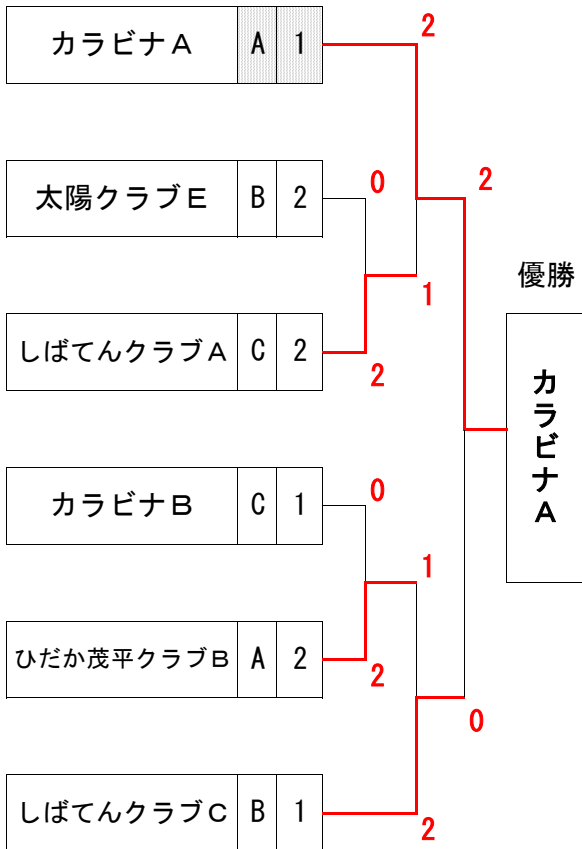 カラビナA A 1
2
太陽クラブE B 2
0
2
優勝
1
しばてんクラブA C 2
2
カラビナA
カラビナB C 1
0
1
ひだか茂平クラブB A 2
2
0
しばてんクラブC B 1
2